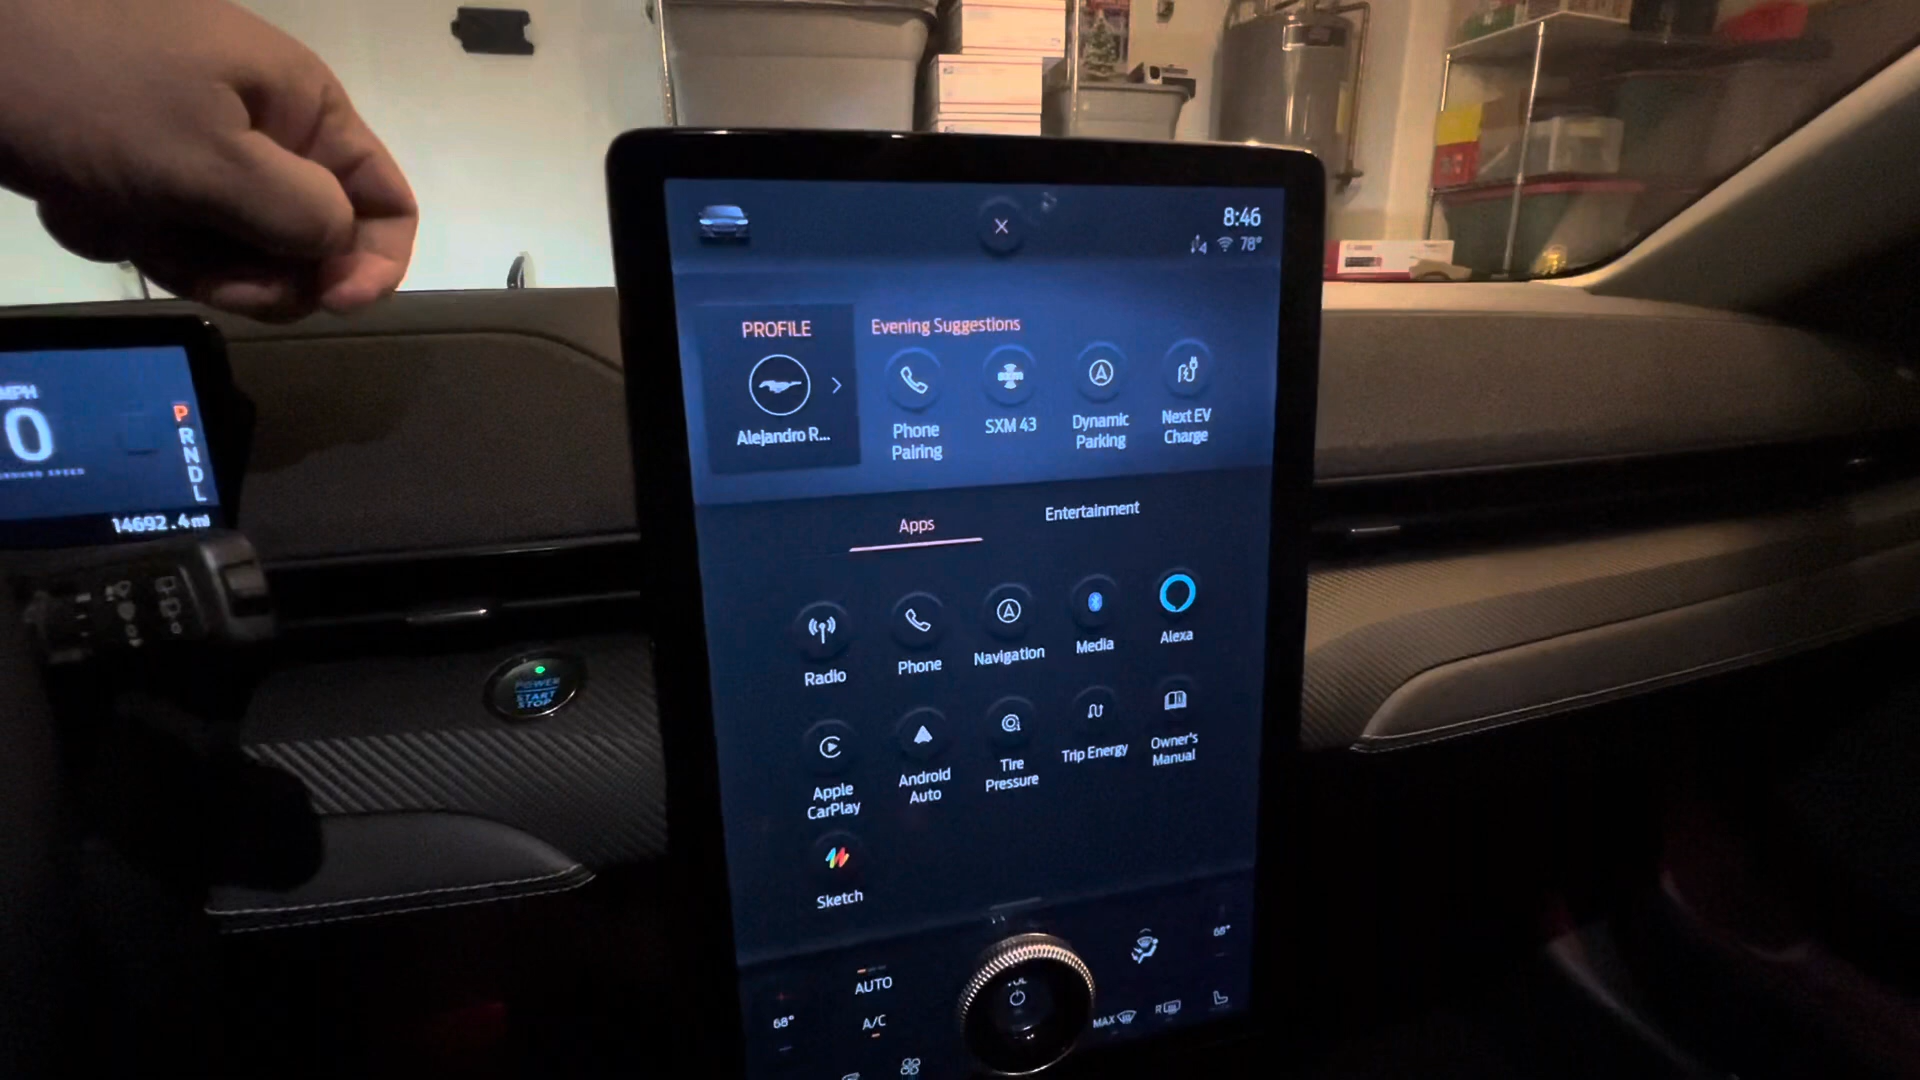 8:46
78°
PROFILE
Evening Suggestions
Alejandro R...
Phone
Pairing
SXM 43
Dynamic
Parking
Next EV
Charge
Apps
Entertainment
Radio
Phone
Navigation
Media
Alexa
Apple
CarPlay
Android
Auto
Tire
Pressure
Trip Energy
Owner's
Manual
Sketch
AUTO
A/C
68°
VOL
MAX
R
68°
MPH
0
P
R
N
D
L
14692.4 mi
POWER
START
STOP